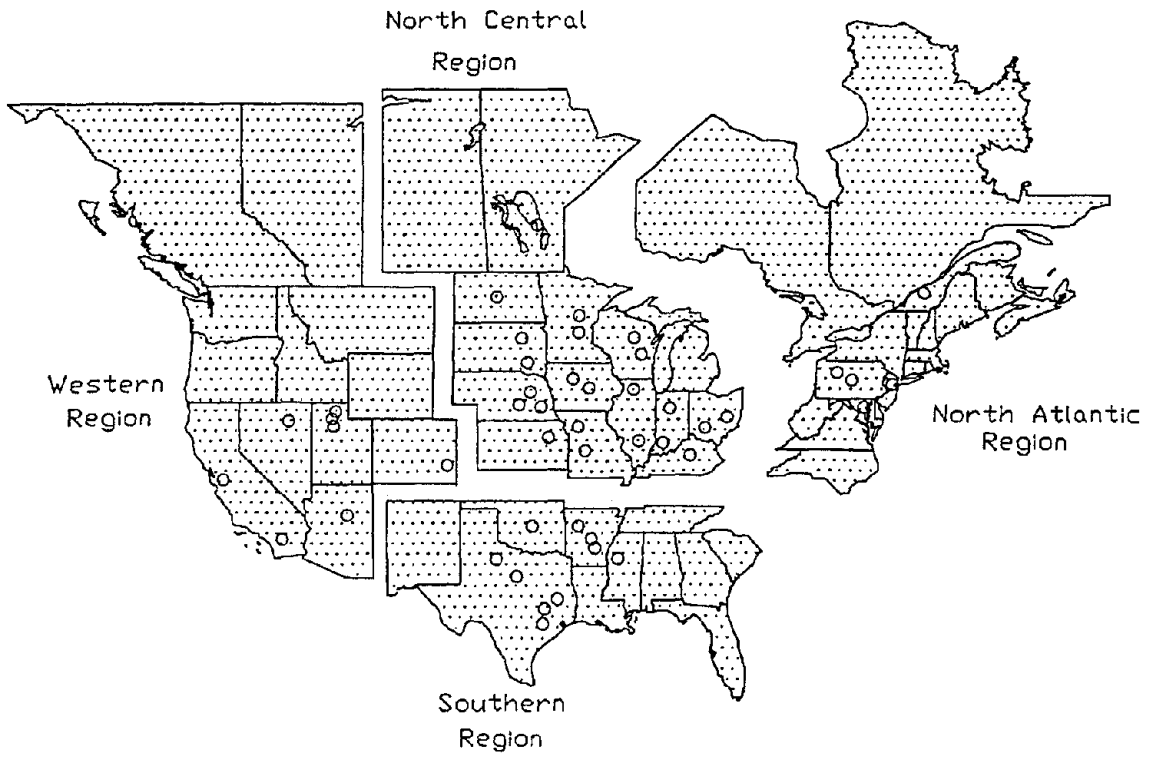 North Central
Region
Western
Region
North Atlantic
Region
Southern
Region